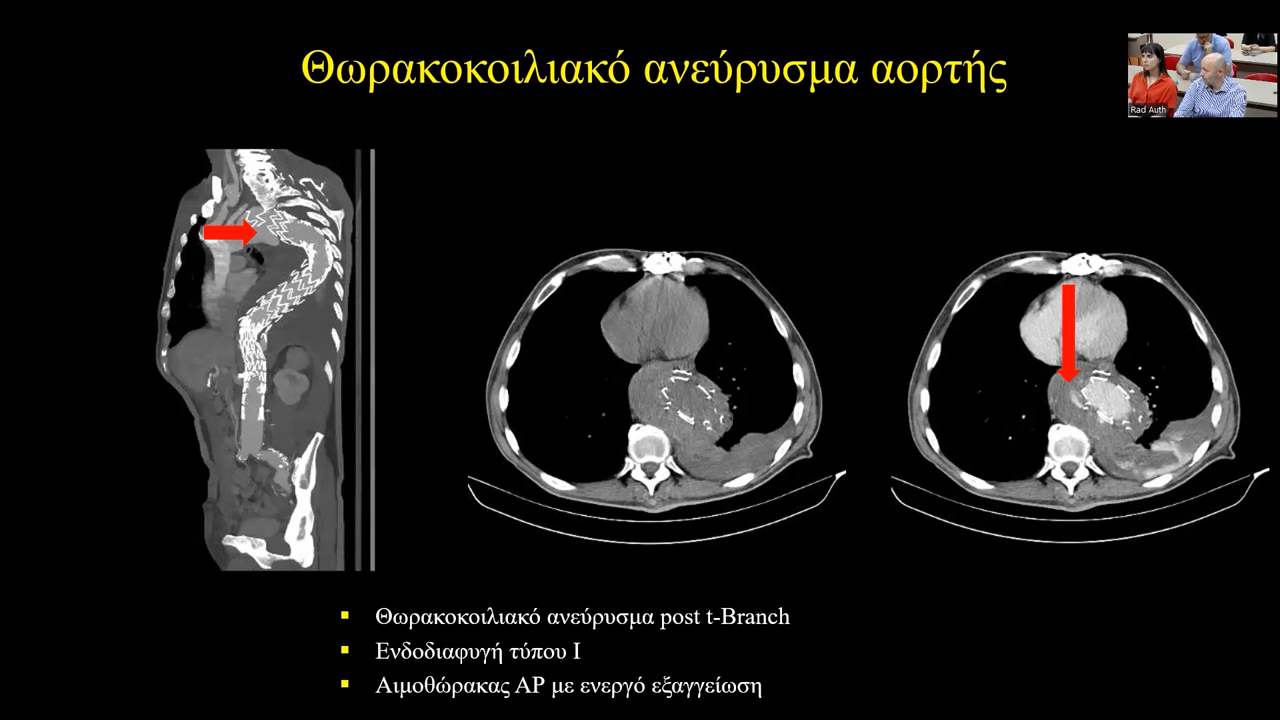 Θωρακοκοιλιακό ανεύρυσμα αορτής
Rad Auth
Θωρακοκοιλιακό ανεύρυσμα post t-Branch
Ενδοδιαφυγή τύπου Ι
Αιμοθώρακας ΑΡ με ενεργό εξαγγείωση